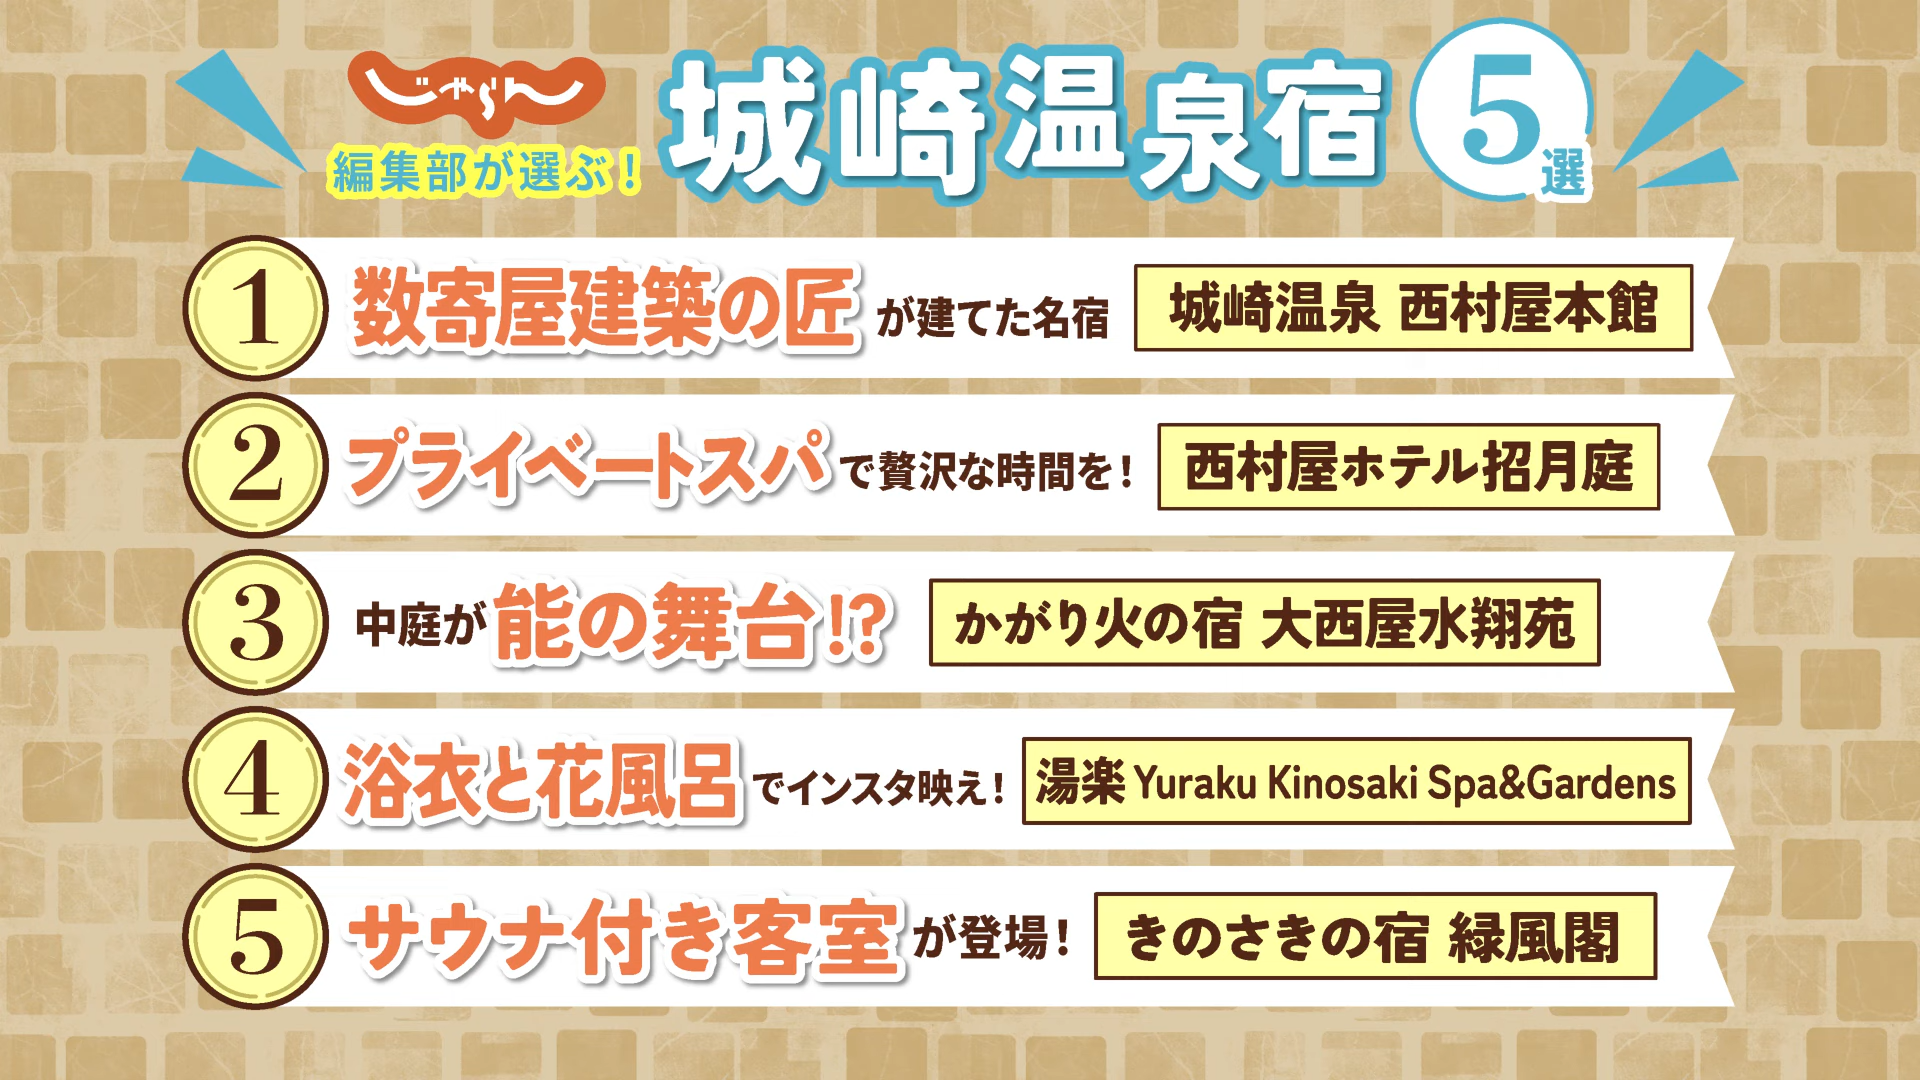 じゃらん
編集部が選ぶ！
城崎温泉宿5選
1 数寄屋建築の匠が建てた名宿 城崎温泉 西村屋本館
2 プライベートスパで贅沢な時間を！ 西村屋ホテル招月庭
3 中庭が能の舞台!? かがり火の宿 大西屋水翔苑
4 浴衣と花風呂でインスタ映え！ 湯楽 Yuraku Kinosaki Spa&Gardens
5 サウナ付き客室が登場！ きのさきの宿 緑風閣